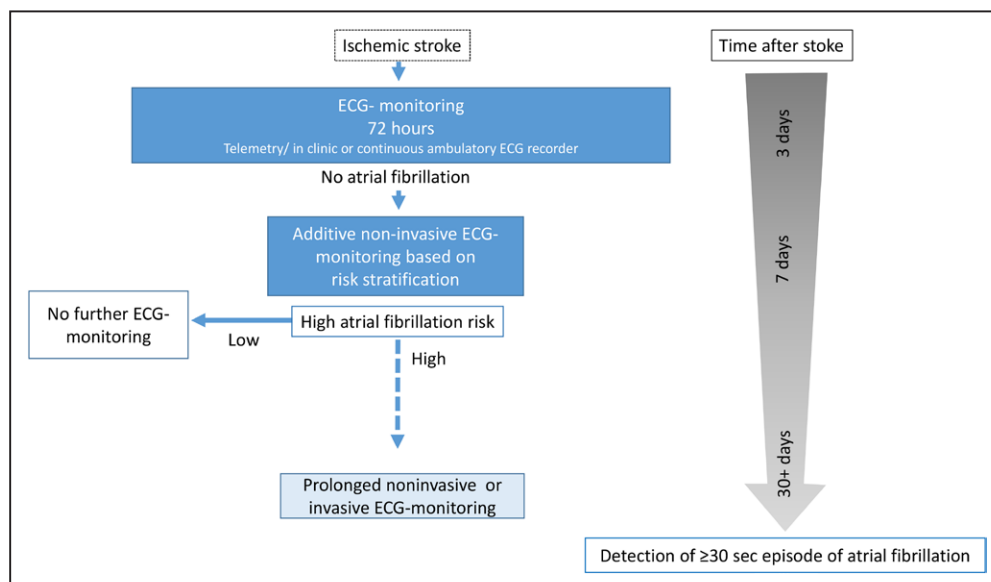 Ischemic stroke
ECG- monitoring
72 hours
Telemetry/ in clinic or continuous ambulatory ECG recorder
No atrial fibrillation
Additive non-invasive ECG-
monitoring based on
risk stratification
No further ECG-
monitoring
Low
High atrial fibrillation risk
High
Prolonged noninvasive or
invasive ECG-monitoring
Time after stoke
3 days
7 days
30+ days
Detection of ≥30 sec episode of atrial fibrillation